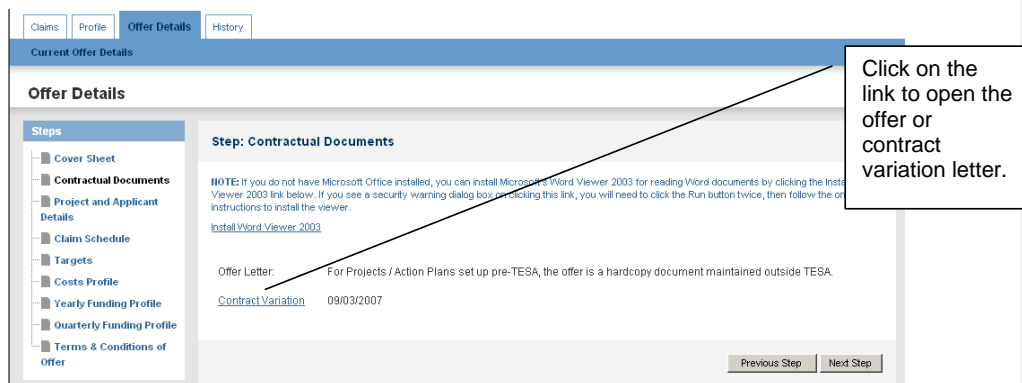 Claims Profile Offer Details History
Current Offer Details
Offer Details
Steps
Cover Sheet
Contractual Documents
Project and Applicant
Details
Claim Schedule
Targets
Costs Profile
Yearly Funding Profile
Quarterly Funding Profile
Terms & Conditions of
Offer
Step: Contractual Documents
NOTE: If you do not have Microsoft Office installed, you can install Microsoft's Word Viewer 2003 for reading Word documents by clicking the
Viewer 2003 link below. If you see a security warning dialog box on clicking this link, you will need to click the Run button twice, then follow the
instructions to install the viewer.
Install Word Viewer 2003
Offer Letter: For Projects / Action Plans set up pre-TESA, the offer is a hardcopy document maintained outside TESA.
Contract Variation 09/03/2007
Previous Step Next Step
Click on the
link to open the
offer or
contract
variation letter.